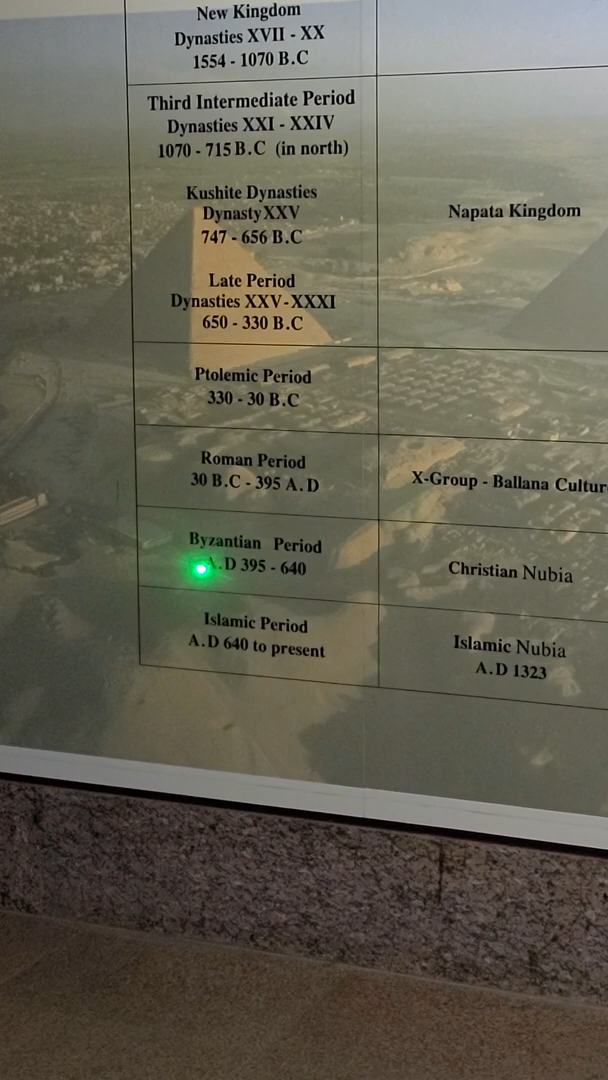 New Kingdom
Dynasties XVII - XX
1554 - 1070 B.C
Third Intermediate Period
Dynasties XXI - XXIV
1070 - 715 B.C (in north)
Kushite Dynasties
Dynasty XXV
747 - 656 B.C
Napata Kingdom
Late Period
Dynasties XXV-XXXI
650 - 330 B.C
Ptolemic Period
330 - 30 B.C
Roman Period
30 B.C - 395 A.D
X-Group - Ballana Cultur
Byzantian Period
A.D 395 - 640
Christian Nubia
Islamic Period
A.D 640 to present
Islamic Nubia
A.D 1323